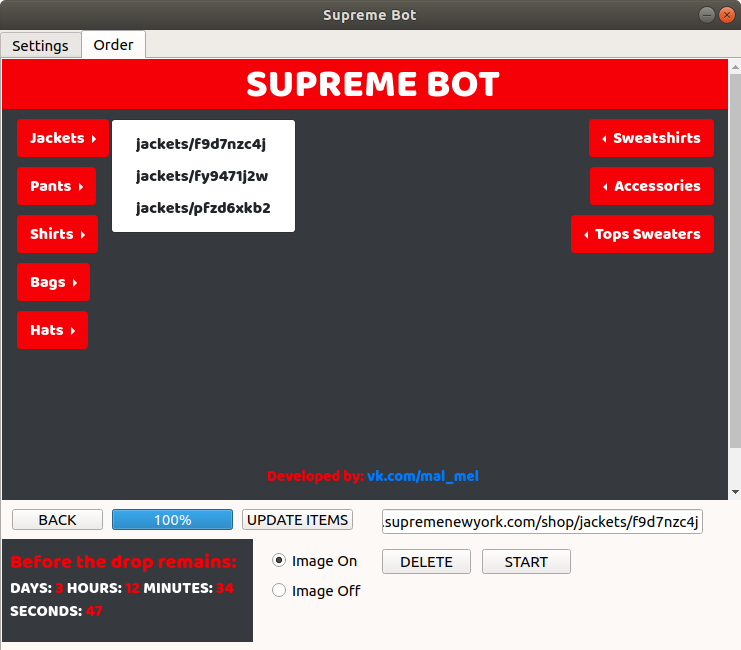 Supreme Bot
Settings Order
SUPREME BOT
Jackets
jackets/f9d7nzc4j
jackets/fy9471j2w
jackets/pfzd6xkb2
Pants
Shirts
Bags
Hats
Sweatshirts
Accessories
Tops Sweaters
Developed by: vk.com/mal_mel
BACK 100% UPDATE ITEMS .supremenewyork.com/shop/jackets/f9d7nzc4j
Before the drop remains:
DAYS: 3 HOURS: 12 MINUTES: 34
SECONDS: 47
Image On
Image Off
DELETE START